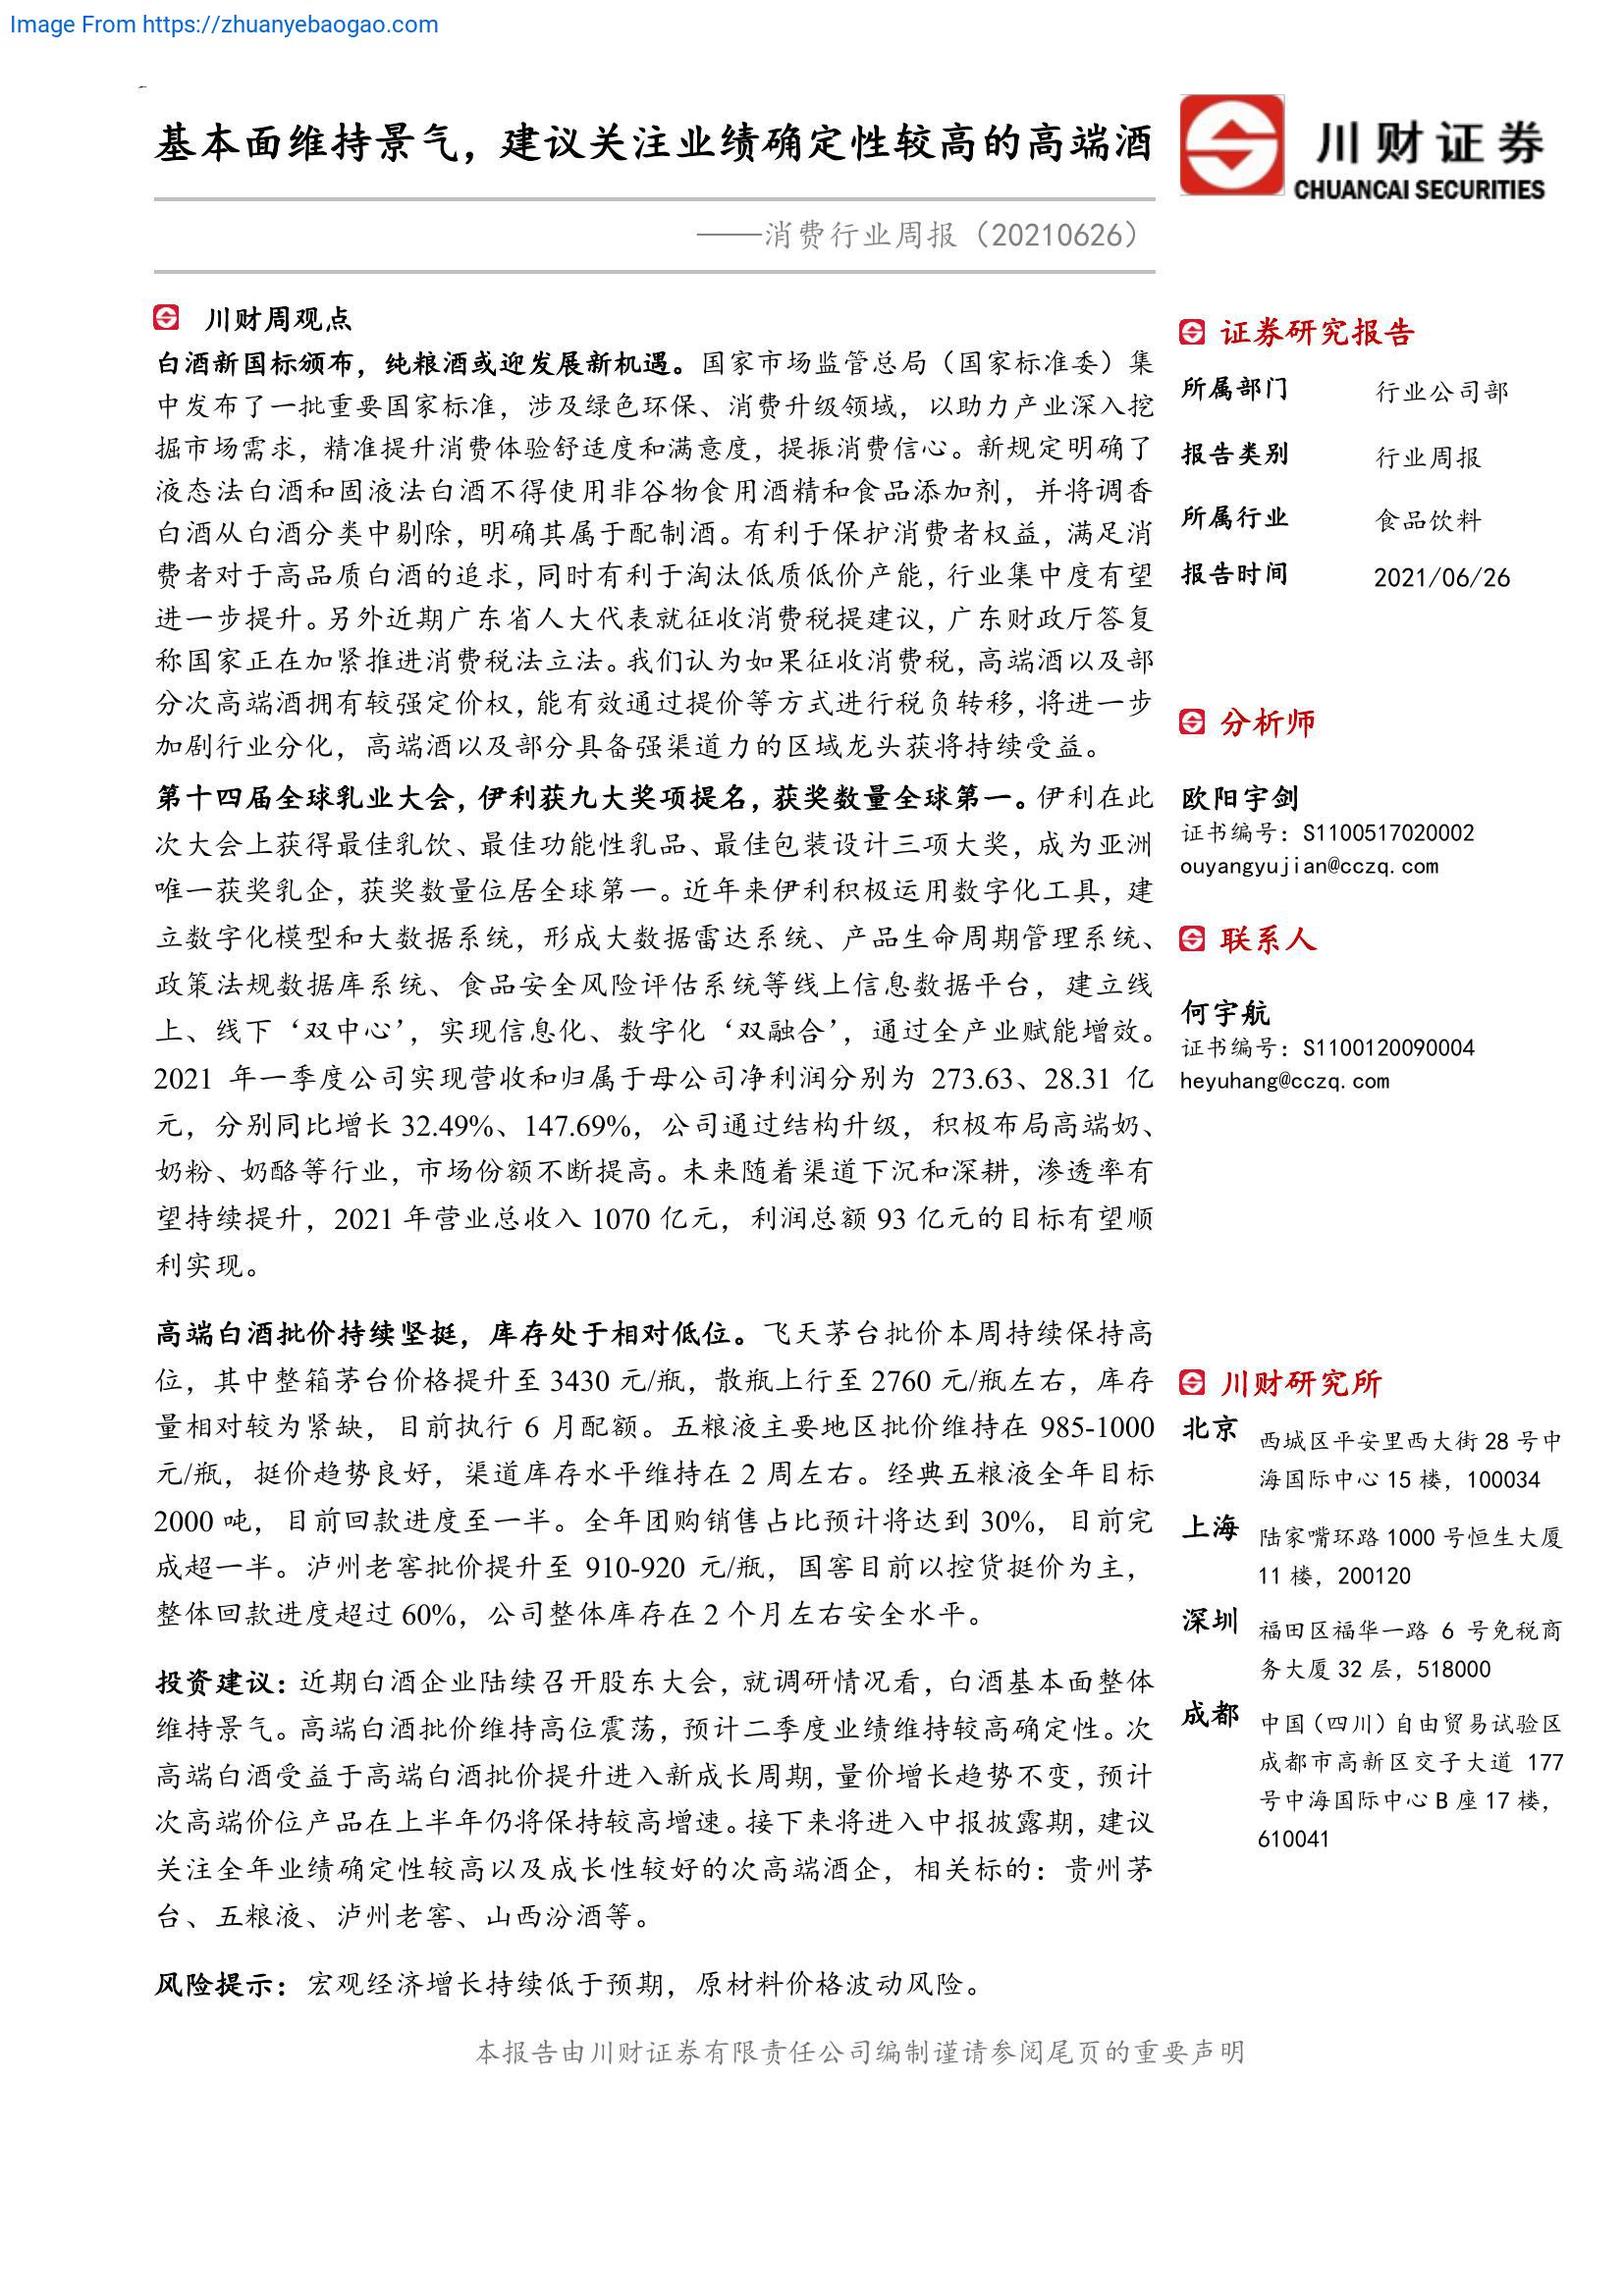 Image From https://zhuanyebaogao.com
基本面维持景气，建议关注业绩确定性较高的高端酒
川财证券
CHUANCAI SECURITIES
——消费行业周报（20210626）
川财周观点
白酒新国标颁布，纯粮酒或迎发展新机遇。国家市场监管总局（国家标准委）集
中发布了一批重要国家标准，涉及绿色环保、消费升级领域，以助力产业深入挖
掘市场需求，精准提升消费体验舒适度和满意度，提振消费信心。新规定明确了
液态法白酒和固液法白酒不得使用非谷物食用酒精和食品添加剂，并将调香
白酒从白酒分类中剔除，明确其属于配制酒。有利于保护消费者权益，满足消
费者对于高品质白酒的追求，同时有利于淘汰低质低价产能，行业集中度有望
进一步提升。另外近期广东省人大代表就征收消费税提建议，广东财政厅答复
称国家正在加紧推进消费税法立法。我们认为如果征收消费税，高端酒以及部
分次高端酒拥有较强定价权，能有效通过提价等方式进行税负转移，将进一步
加剧行业分化，高端酒以及部分具备强渠道力的区域龙头获将持续受益。
第十四届全球乳业大会，伊利获九大奖项提名，获奖数量全球第一。伊利在此
次大会上获得最佳乳饮、最佳功能性乳品、最佳包装设计三项大奖，成为亚洲
唯一获奖乳企，获奖数量位居全球第一。近年来伊利积极运用数字化工具，建
立数字化模型和大数据系统，形成大数据雷达系统、产品生命周期管理系统、
政策法规数据库系统、食品安全风险评估系统等线上信息数据平台，建立线
上、线下‘双中心’，实现信息化、数字化‘双融合’，通过全产业赋能增效。
2021 年一季度公司实现营收和归属于母公司净利润分别为 273.63、28.31 亿
元，分别同比增长 32.49%、147.69%，公司通过结构升级，积极布局高端奶、
奶粉、奶酪等行业，市场份额不断提高。未来随着渠道下沉和深耕，渗透率有
望持续提升，2021 年营业总收入 1070 亿元，利润总额 93 亿元的目标有望顺
利实现。
高端白酒批价持续坚挺，库存处于相对低位。飞天茅台批价本周持续保持高
位，其中整箱茅台价格提升至 3430 元/瓶，散瓶上行至 2760 元/瓶左右，库存
量相对较为紧缺，目前执行 6 月配额。五粮液主要地区批价维持在 985-1000
元/瓶，挺价趋势良好，渠道库存水平维持在 2 周左右。经典五粮液全年目标
2000 吨，目前回款进度至一半。全年团购销售占比预计将达到 30%，目前完
成超一半。泸州老窖批价提升至 910-920 元/瓶，国窖目前以控货挺价为主，
整体回款进度超过 60%，公司整体库存在 2 个月左右安全水平。
投资建议：近期白酒企业陆续召开股东大会，就调研情况看，白酒基本面整体
维持景气。高端白酒批价维持高位震荡，预计二季度业绩维持较高确定性。次
高端白酒受益于高端白酒批价提升进入新成长周期，量价增长趋势不变，预计
次高端价位产品在上半年仍将保持较高增速。接下来将进入中报披露期，建议
关注全年业绩确定性较高以及成长性较好的次高端酒企，相关标的：贵州茅
台、五粮液、泸州老窖、山西汾酒等。
风险提示：宏观经济增长持续低于预期，原材料价格波动风险。
证券研究报告
所属部门 行业公司部
报告类别 行业周报
所属行业 食品饮料
报告时间 2021/06/26
分析师
欧阳宇剑
证书编号：S1100517020002
ouyangyujian@cczq.com
联系人
何宇航
证书编号：S1100120090004
heyuhang@cczq.com
川财研究所
北京 西城区平安里西大街 28 号中
海国际中心 15 楼，100034
上海 陆家嘴环路 1000 号恒生大厦
11 楼，200120
深圳 福田区福华一路 6 号免税商
务大厦 32 层，518000
成都 中国（四川）自由贸易试验区
成都市高新区交子大道 177
号中海国际中心 B 座 17 楼，
610041
本报告由川财证券有限责任公司编制谨请参阅尾页的重要声明